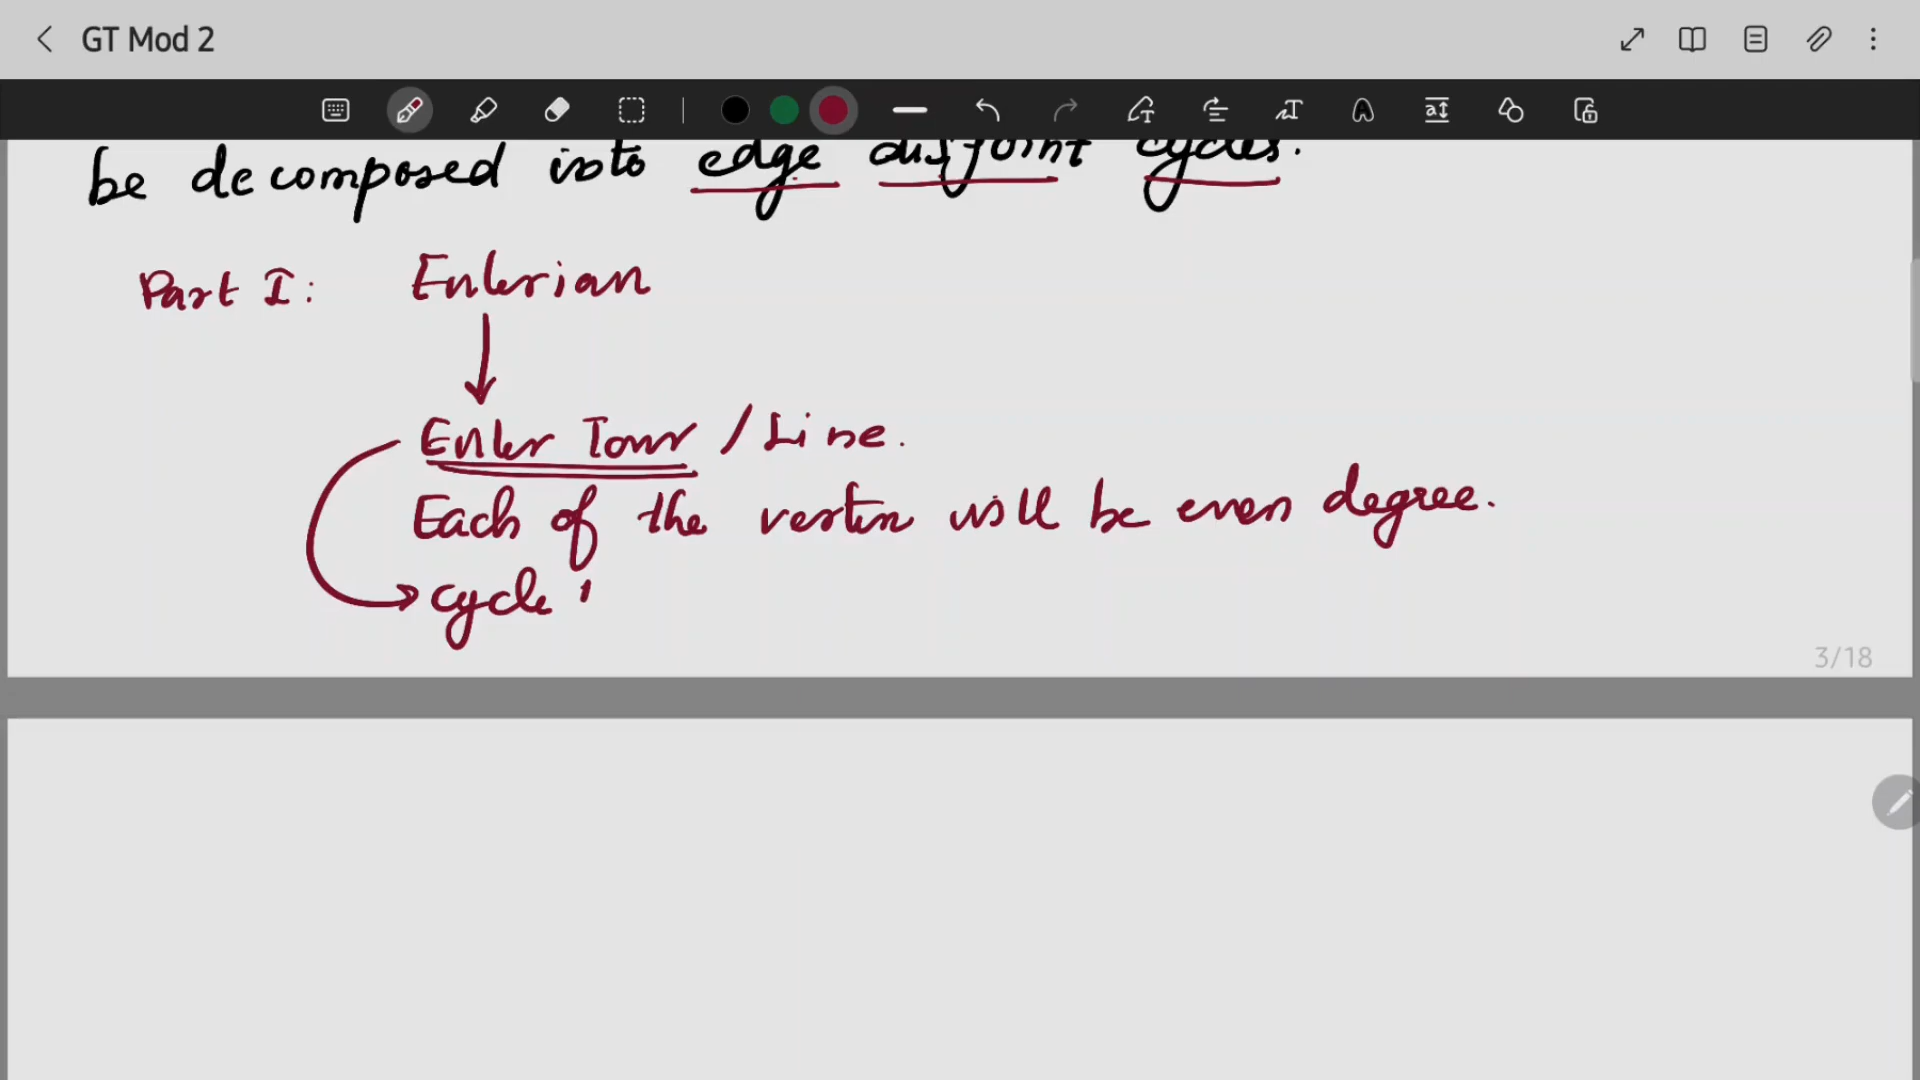 GT Mod 2
be decomposed into edge disjoint cycles.
Part I: Eulerian
Euler Tour / Line.
Each of the vertex will be even degree.
cycle
3/18